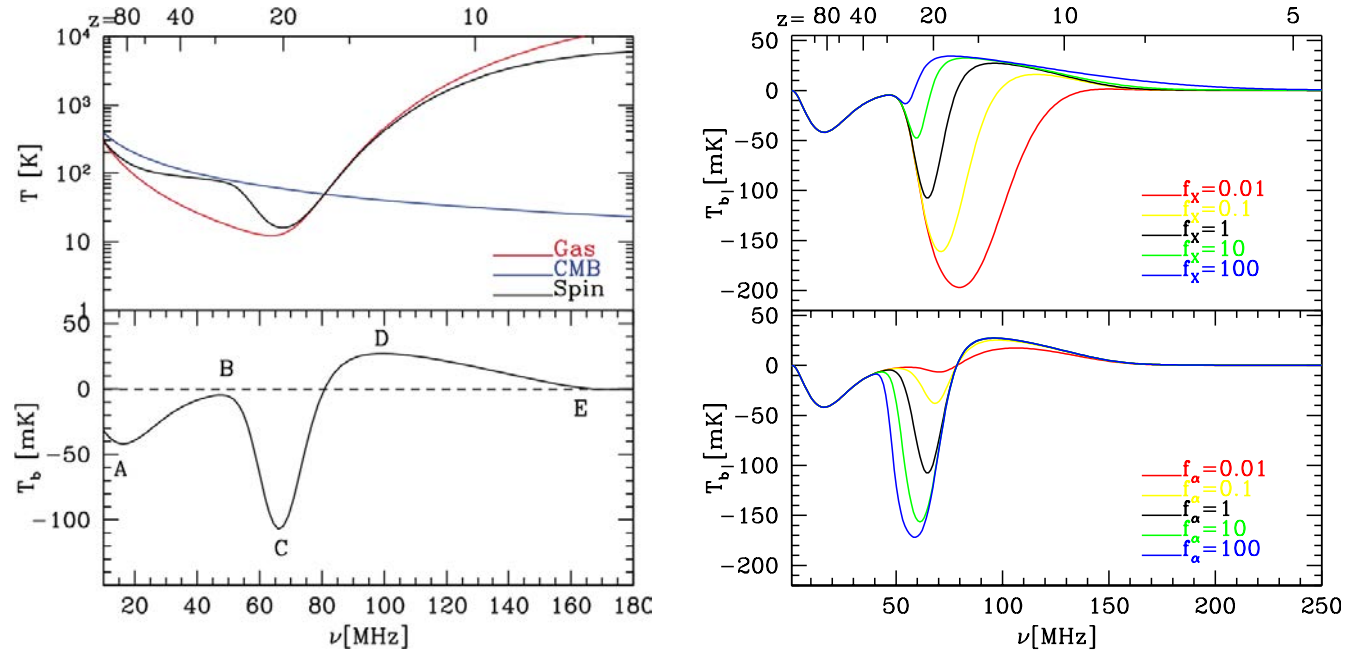 z= 80 40 20 10
10⁴
10³
10²
10
1
T [K]
Gas
CMB
Spin
50
0
−50
−100
T_b [mK]
A
B
C
D
E
20 40 60 80 100 120 140 160 180
ν[MHz]
z= 80 40 20 10 5
50
0
−50
−100
−150
−200
T_b [mK]
f_X=0.01
f_X=0.1
f_X=1
f_X=10
f_X=100
50
0
−50
−100
−150
−200
T_b [mK]
f_α=0.01
f_α=0.1
f_α=1
f_α=10
f_α=100
50 100 150 200 250
ν[MHz]